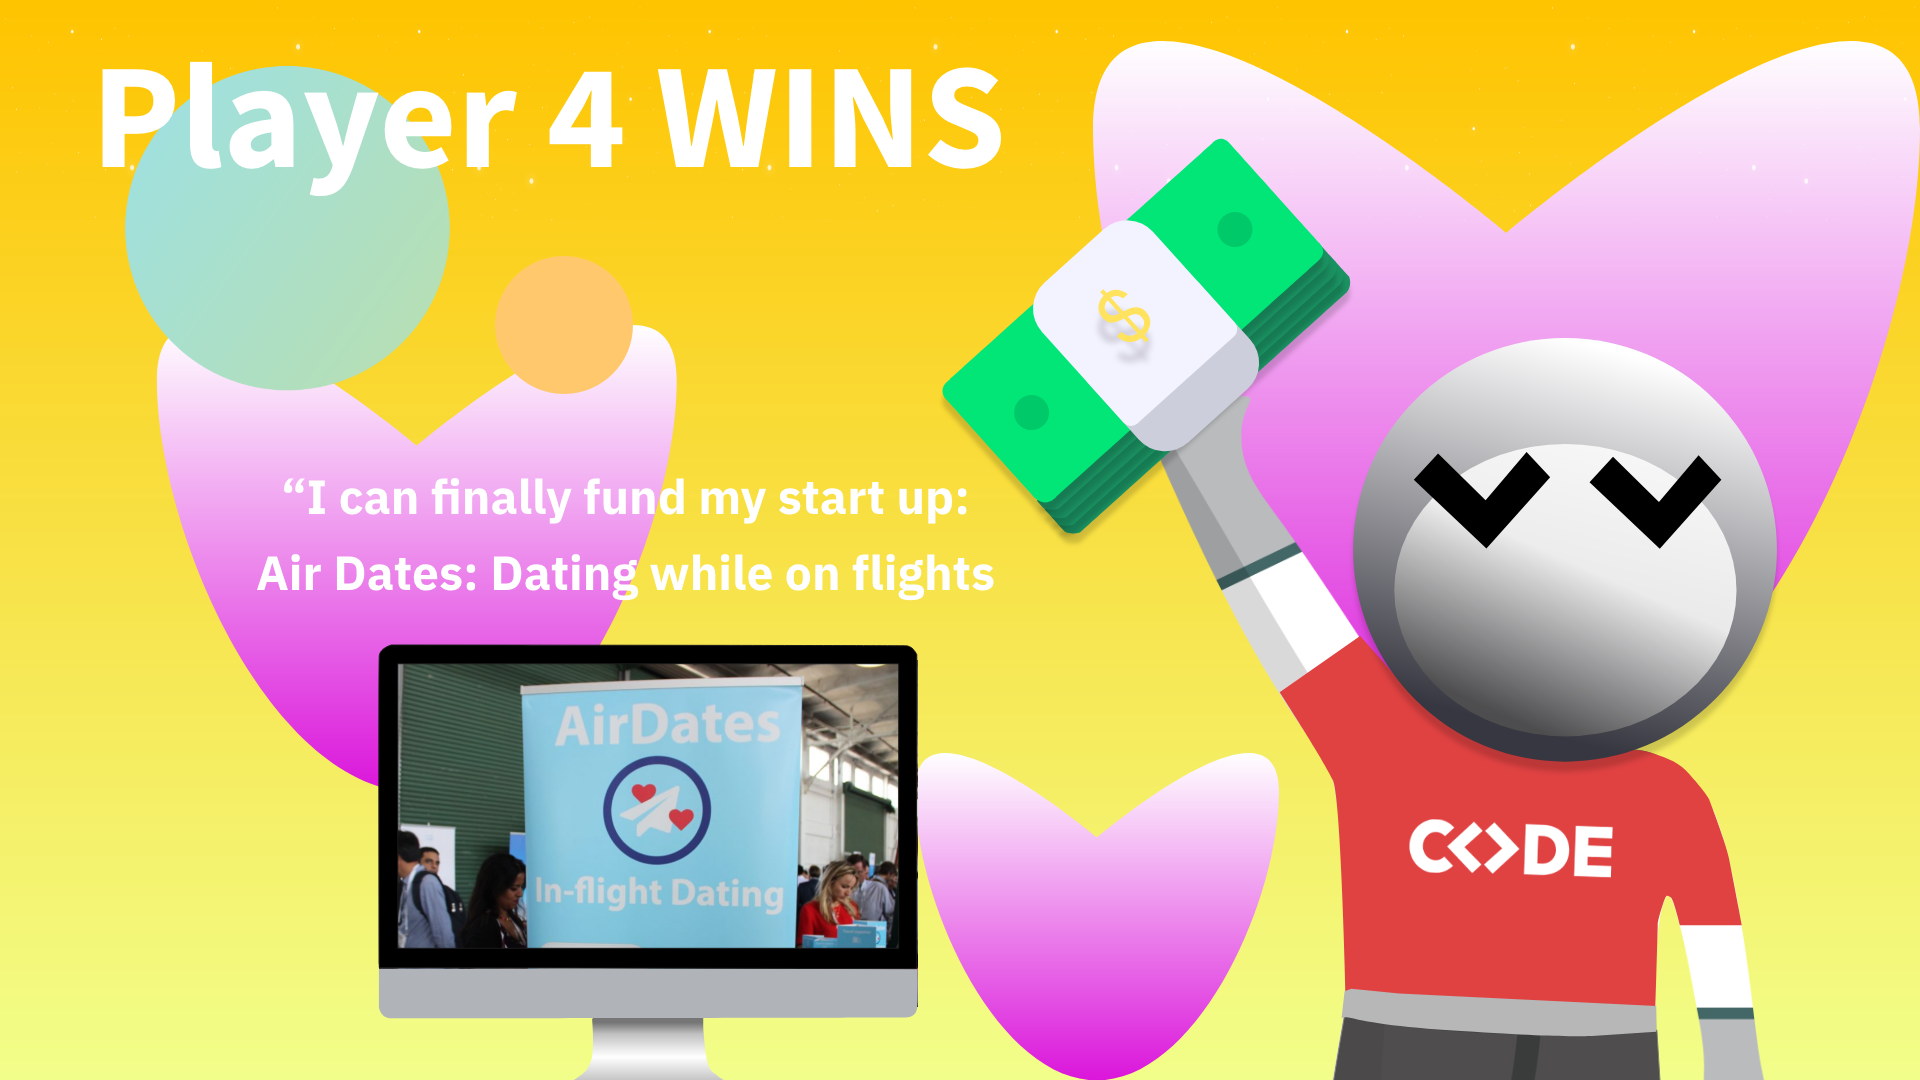 Player 4 WINS
$
“I can finally fund my start up:
Air Dates: Dating while on flights
AirDates
In-flight Dating
C<>DE